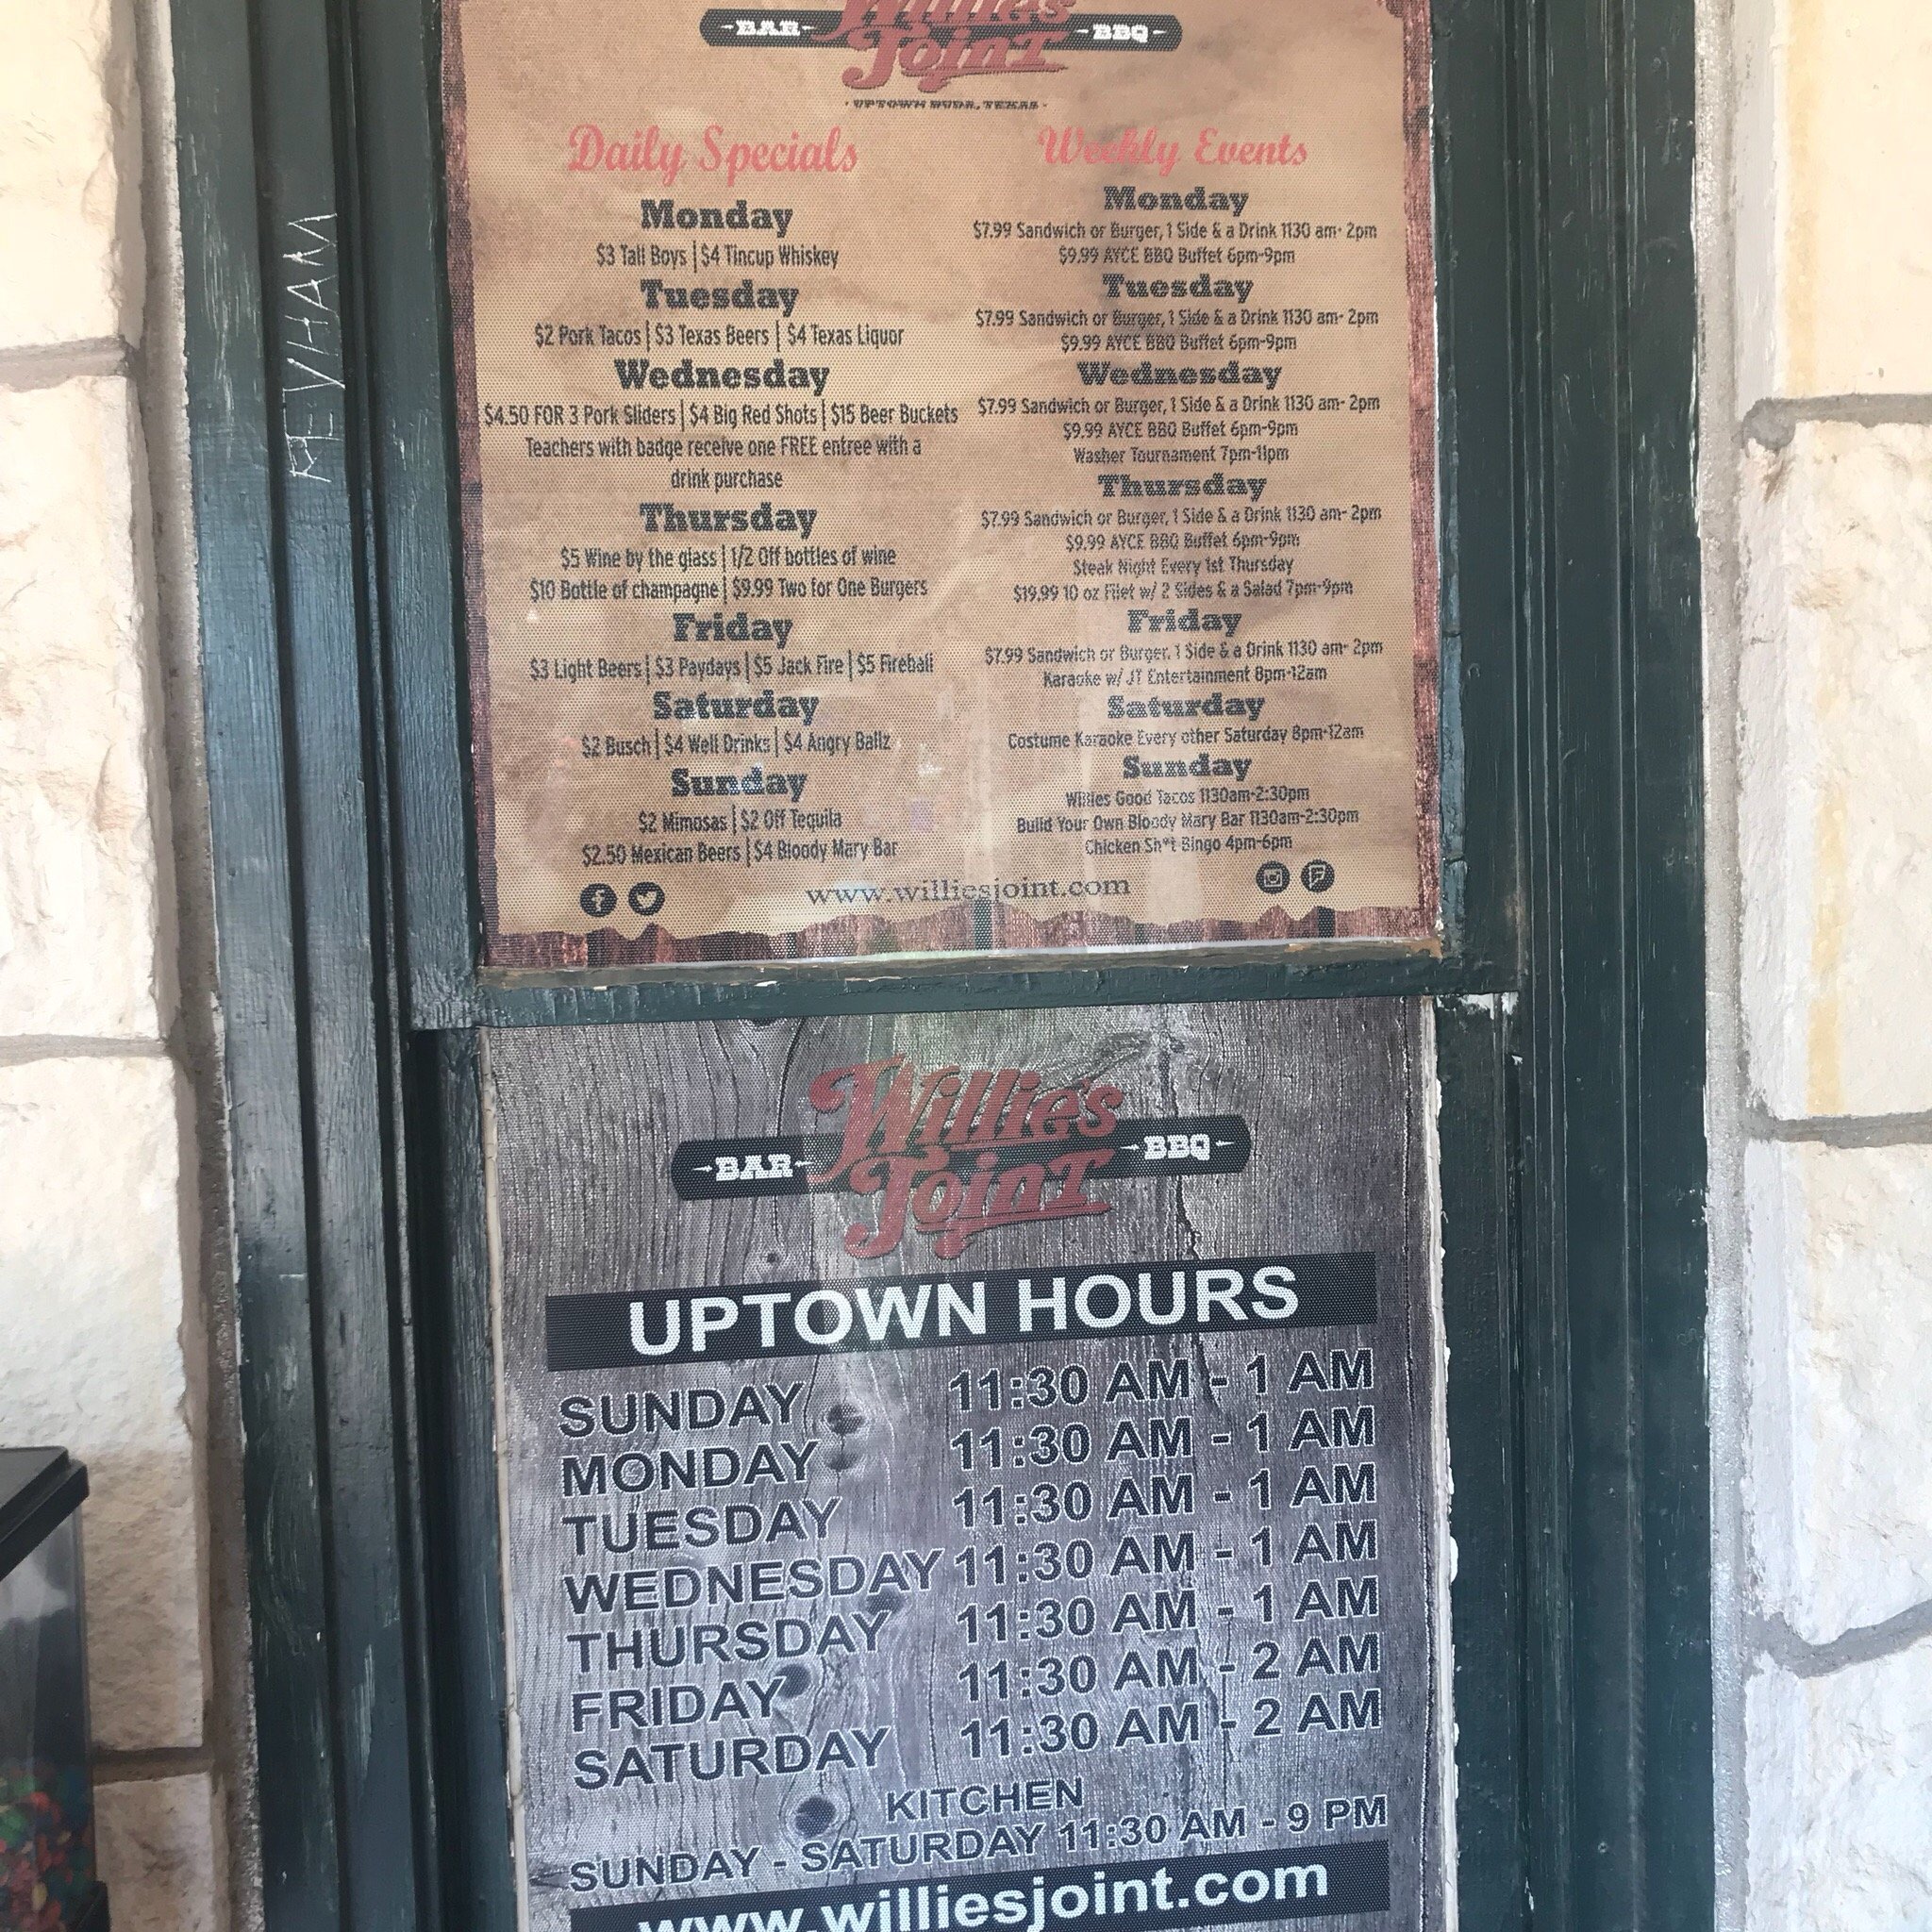 BAR Willie's BBQ
Joint
UPTOWN BUDA, TEXAS
Daily Specials
Monday
$3 Tall Boys | $4 Tincup Whiskey
Tuesday
$2 Pork Tacos | $3 Texas Beers | $4 Texas Liquor
Wednesday
$4.50 FOR 3 Pork Sliders | $4 Big Red Shots | $15 Beer Buckets
Teachers with badge receive one FREE entree with a
drink purchase
Thursday
$5 Wine by the glass | 1/2 Off bottles of wine
$10 Bottle of champagne | $9.99 Two for One Burgers
Friday
$3 Light Beers | $3 Paydays | $5 Jack Fire | $5 Fireball
Saturday
$2 Busch | $4 Well Drinks | $4 Angry Ballz
Sunday
$2 Mimosas | $2 Off Tequila
$2.50 Mexican Beers | $4 Bloody Mary Bar
Weekly Events
Monday
$7.99 Sandwich or Burger, 1 Side & a Drink 1130 am- 2pm
$9.99 AYCE BBQ Buffet 6pm-9pm
Tuesday
$7.99 Sandwich or Burger, 1 Side & a Drink 1130 am- 2pm
$9.99 AYCE BBQ Buffet 6pm-9pm
Wednesday
$7.99 Sandwich or Burger, 1 Side & a Drink 1130 am- 2pm
$9.99 AYCE BBQ Buffet 6pm-9pm
Washer Tournament 7pm-11pm
Thursday
$7.99 Sandwich or Burger, 1 Side & a Drink 1130 am- 2pm
$9.99 AYCE BBQ Buffet 6pm-9pm
Steak Night Every 1st Thursday
$19.99 10 oz Filet w/ 2 Sides & a Salad 7pm-9pm
Friday
$7.99 Sandwich or Burger, 1 Side & a Drink 1130 am- 2pm
Karaoke w/ JT Entertainment 8pm-12am
Saturday
Costume Karaoke Every other Saturday 8pm-12am
Sunday
Willies Good Tacos 1130am-2:30pm
Build Your Own Bloody Mary Bar 1130am-2:30pm
Chicken Sh*t Bingo 4pm-6pm
www.williesjoint.com
BAR Willie's BBQ
Joint
UPTOWN HOURS
SUNDAY 11:30 AM - 1 AM
MONDAY 11:30 AM - 1 AM
TUESDAY 11:30 AM - 1 AM
WEDNESDAY 11:30 AM - 1 AM
THURSDAY 11:30 AM - 1 AM
FRIDAY 11:30 AM - 2 AM
SATURDAY 11:30 AM - 2 AM
KITCHEN
SUNDAY - SATURDAY 11:30 AM - 9 PM
www.williesjoint.com